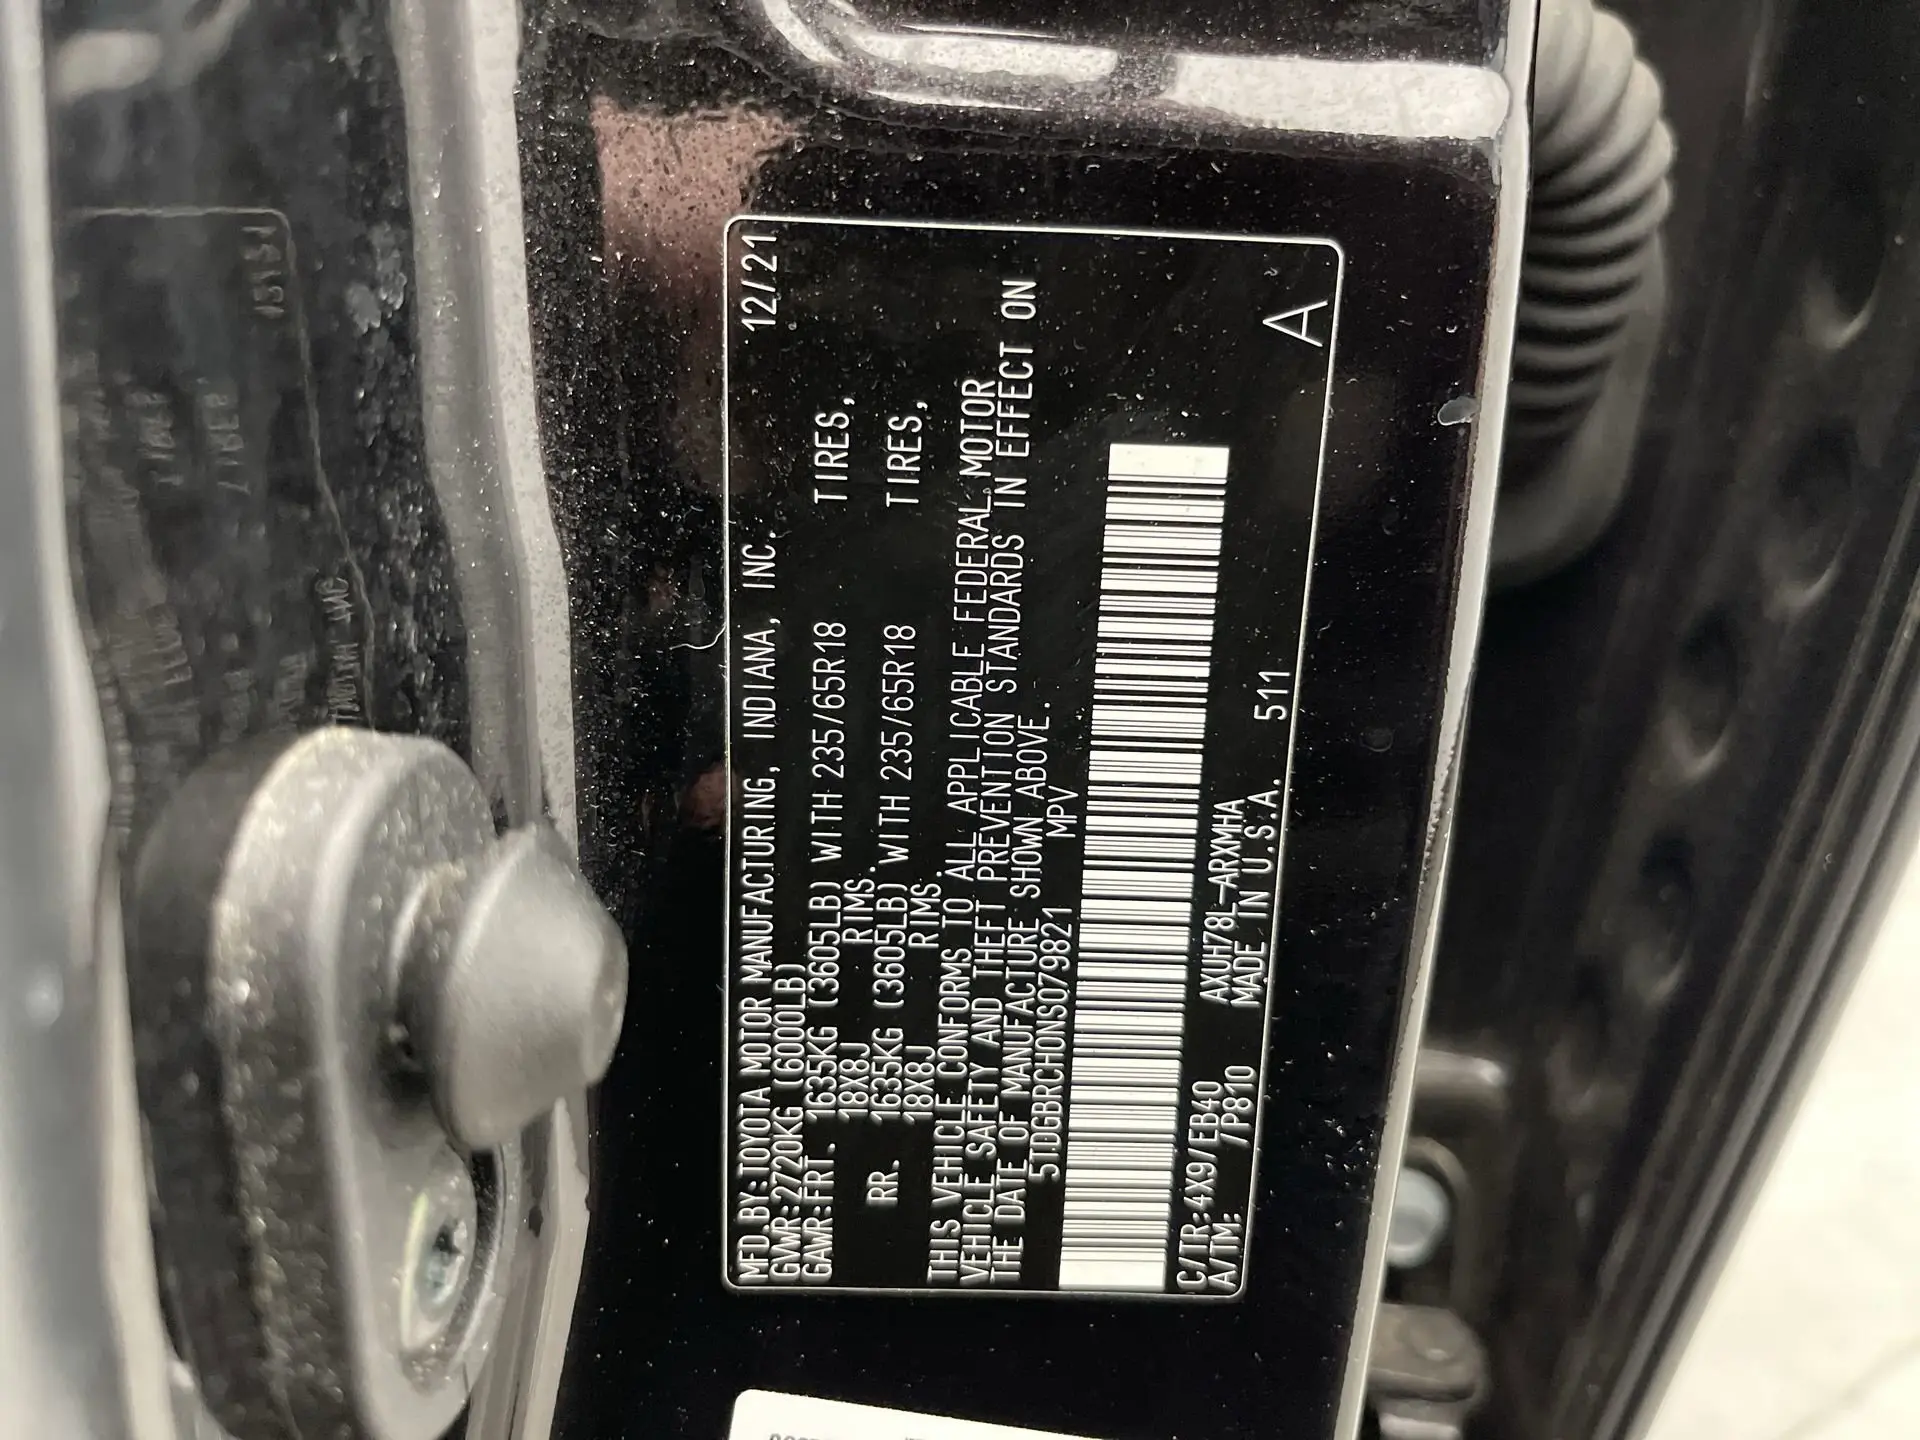 MFD.BY:TOYOTA MOTOR MANUFACTURING, INDIANA, INC. 12/21
GVWR:2720KG (6000LB)
GAWR:FRT. 1635KG (3605LB) WITH 235/65R18 TIRES,
18X8J RIMS.
RR. 1635KG (3605LB) WITH 235/65R18 TIRES,
18X8J RIMS.
THIS VEHICLE CONFORMS TO ALL APPLICABLE FEDERAL MOTOR
VEHICLE SAFETY AND THEFT PREVENTION STANDARDS IN EFFECT ON
THE DATE OF MANUFACTURE SHOWN ABOVE.
5TDGBRCH0NS079821 MPV
C/TR:4X9/EB40 AXUH78L-ARXMHA
A/TM: /P810 MADE IN U.S.A. 511
A